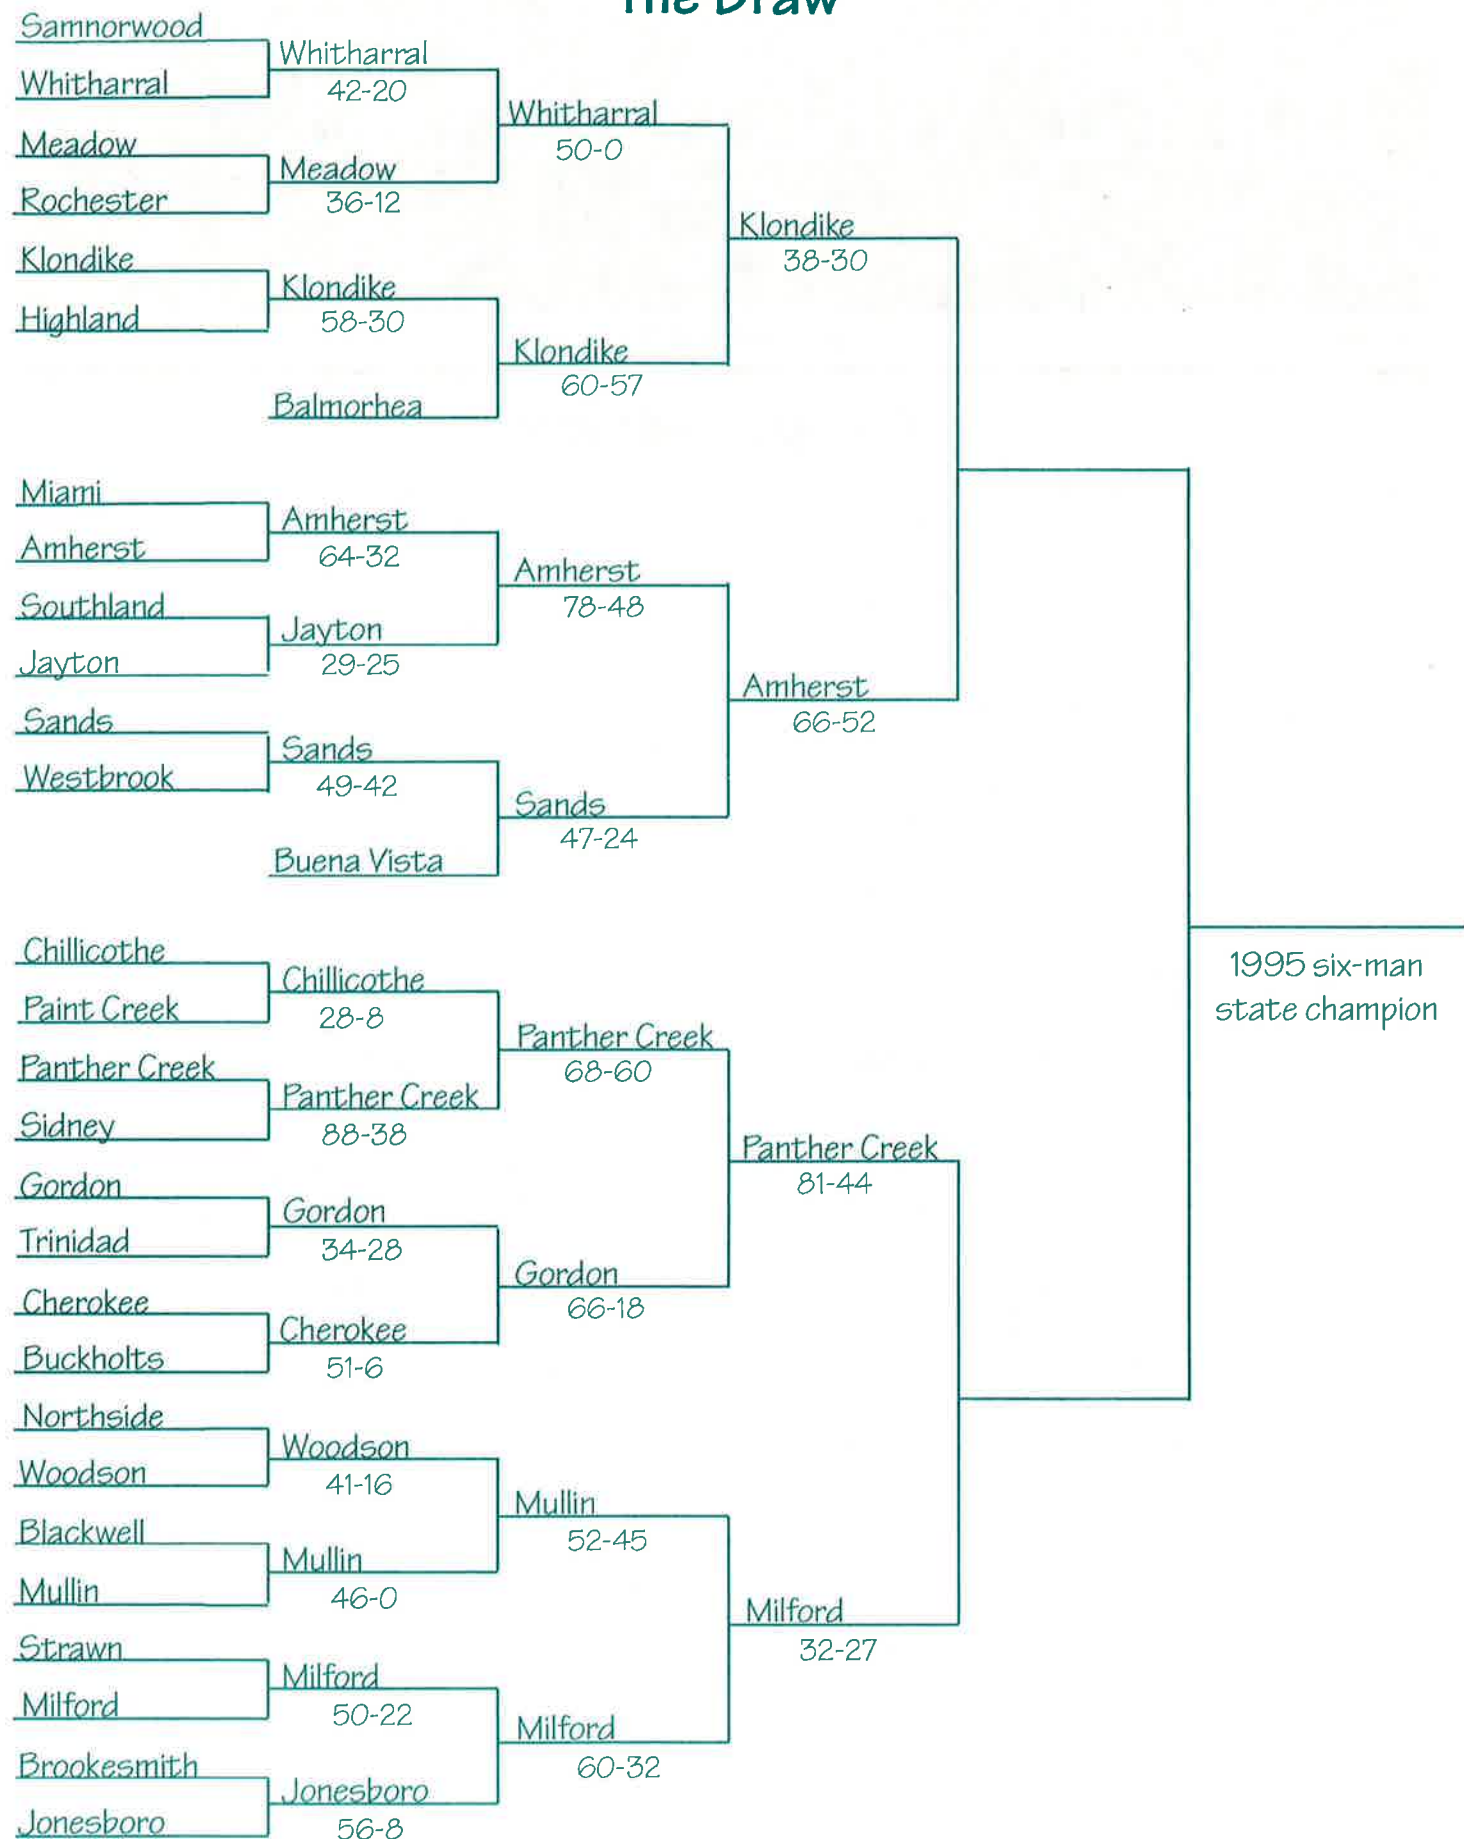 The Draw
Samnorwood
Whitharral
Meadow
Rochester
Klondike
Highland
Whitharral
42-20
Meadow
36-12
Klondike
58-30
Balmorhea
Whitharral
50-0
Klondike
60-57
Klondike
38-30
Miami
Amherst
Southland
Jayton
Sands
Westbrook
Amherst
64-32
Jayton
29-25
Sands
49-42
Buena Vista
Amherst
78-48
Sands
47-24
Amherst
66-52
Chillicothe
Paint Creek
Panther Creek
Sidney
Gordon
Trinidad
Cherokee
Buckholts
Chillicothe
28-8
Panther Creek
88-38
Gordon
34-28
Cherokee
51-6
Panther Creek
68-60
Gordon
66-18
Panther Creek
81-44
Northside
Woodson
Blackwell
Mullin
Strawn
Milford
Brookesmith
Jonesboro
Woodson
41-16
Mullin
46-0
Milford
50-22
Jonesboro
56-8
Mullin
52-45
Milford
60-32
Milford
32-27
1995 six-man
state champion